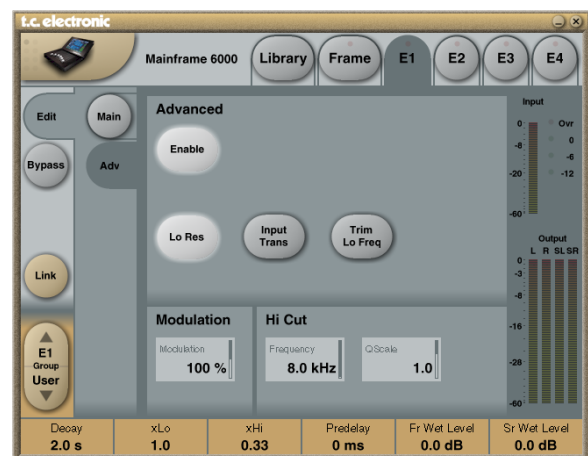 t.c. electronic
Mainframe 6000
Library
Frame
E1
E2
E3
E4
Edit
Main
Bypass
Adv
Link
E1
Group
User
Advanced
Enable
Lo Res
Input
Trans
Trim
Lo Freq
Modulation
Modulation
100 %
Hi Cut
Frequency
8.0 kHz
QScale
1.0
Input
0
-8
-20
-60
Ovr
0
-6
-12
Output
L R SL SR
0
-3
-8
-16
-28
-60
Decay
2.0 s
xLo
1.0
xHi
0.33
Predelay
0 ms
Fr Wet Level
0.0 dB
Sr Wet Level
0.0 dB